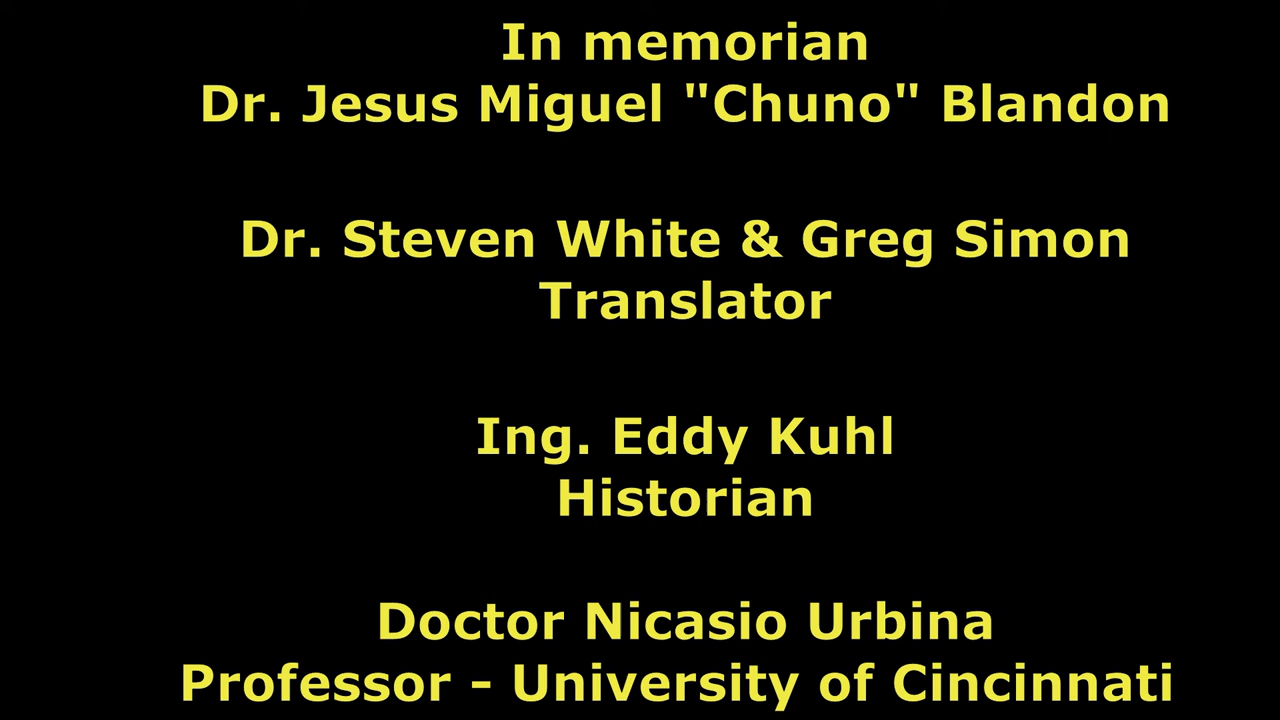 In memorian
Dr. Jesus Miguel "Chuno" Blandon
Dr. Steven White & Greg Simon
Translator
Ing. Eddy Kuhl
Historian
Doctor Nicasio Urbina
Professor - University of Cincinnati